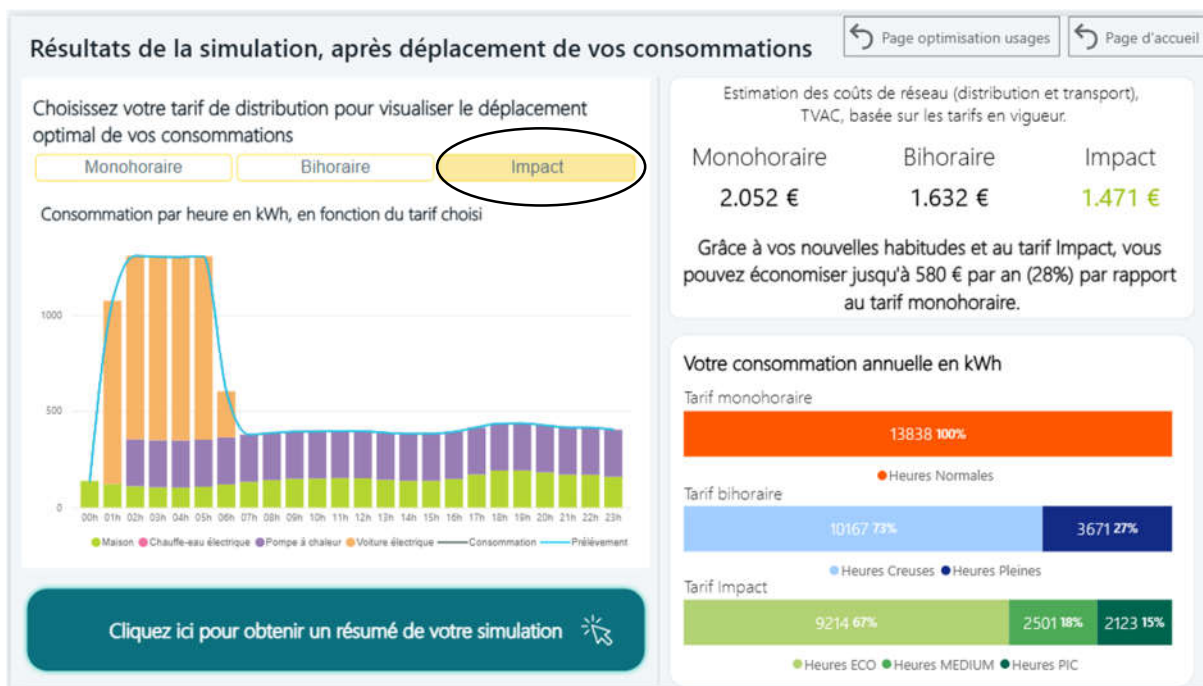 Résultats de la simulation, après déplacement de vos consommations
Page optimisation usages
Page d'accueil
Choisissez votre tarif de distribution pour visualiser le déplacement
optimal de vos consommations
Monohoraire
Bihoraire
Impact
Consommation par heure en kWh, en fonction du tarif choisi
1000
500
0
00h 01h 02h 03h 04h 05h 06h 07h 08h 09h 10h 11h 12h 13h 14h 15h 16h 17h 18h 19h 20h 21h 22h 23h
Maison Chauffe-eau électrique Pompe à chaleur Voiture électrique Consommation Prélèvement
Cliquez ici pour obtenir un résumé de votre simulation
Estimation des coûts de réseau (distribution et transport),
TVAC, basée sur les tarifs en vigueur.
Monohoraire Bihoraire Impact
2.052 € 1.632 € 1.471 €
Grâce à vos nouvelles habitudes et au tarif Impact, vous
pouvez économiser jusqu'à 580 € par an (28%) par rapport
au tarif monohoraire.
Votre consommation annuelle en kWh
Tarif monohoraire
13838 100%
Heures Normales
Tarif bihoraire
10167 73% 3671 27%
Heures Creuses Heures Pleines
Tarif Impact
9214 67% 2501 18% 2123 15%
Heures ECO Heures MEDIUM Heures PIC